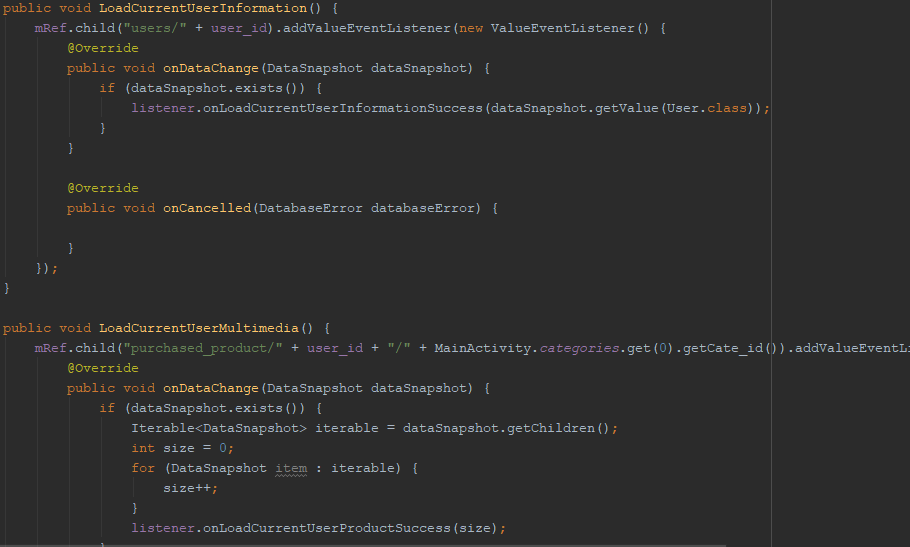 public void LoadCurrentUserInformation() {
    mRef.child("users/" + user_id).addValueEventListener(new ValueEventListener() {
        @Override
        public void onDataChange(DataSnapshot dataSnapshot) {
            if (dataSnapshot.exists()) {
                listener.onLoadCurrentUserInformationSuccess(dataSnapshot.getValue(User.class));
            }
        }
        @Override
        public void onCancelled(DatabaseError databaseError) {
        }
    });
}
public void LoadCurrentUserMultimedia() {
    mRef.child("purchased_product/" + user_id + "/" + MainActivity.categories.get(0).getCate_id()).addValueEventLi
        @Override
        public void onDataChange(DataSnapshot dataSnapshot) {
            if (dataSnapshot.exists()) {
                Iterable<DataSnapshot> iterable = dataSnapshot.getChildren();
                int size = 0;
                for (DataSnapshot item : iterable) {
                    size++;
                }
                listener.onLoadCurrentUserProductSuccess(size);
            }